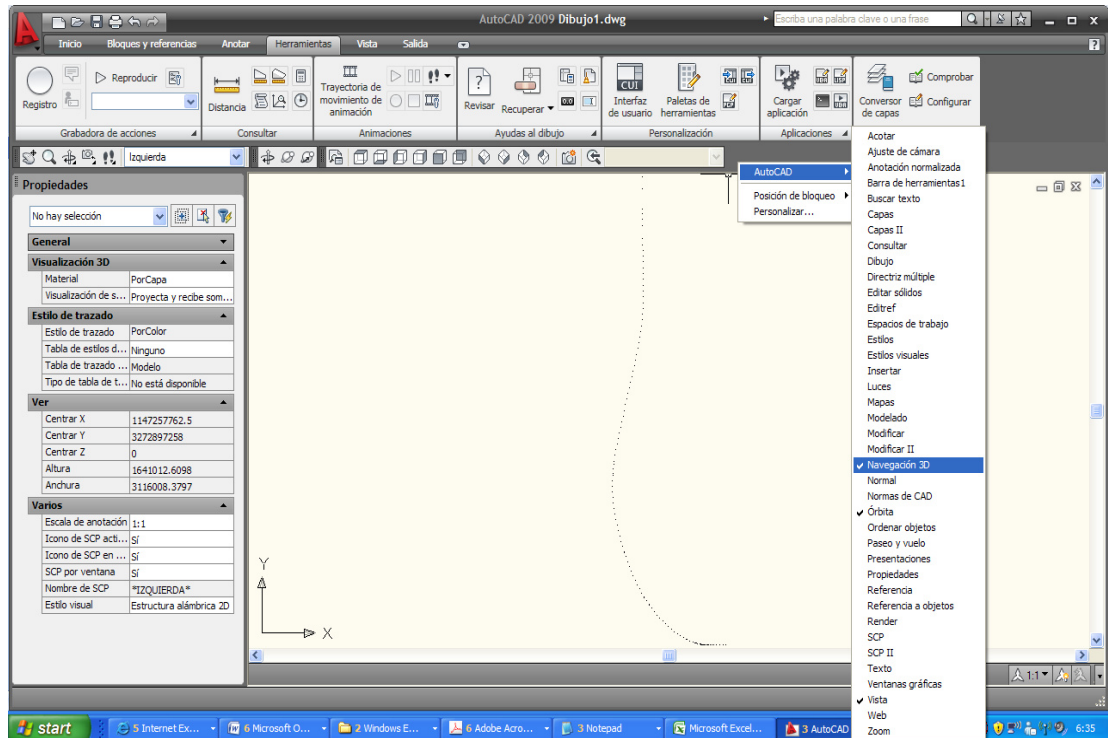 AutoCAD 2009 Dibujo1.dwg
Escriba una palabra clave o una frase
Inicio Bloques y referencias Anotar Herramientas Vista Salida
Registro
Reproducir
Distancia
Trayectoria de movimiento de animación
Revisar
Recuperar
CUI
Interfaz de usuario
Paletas de herramientas
Cargar aplicación
Conversor de capas
Comprobar
Configurar
Grabadora de acciones Consultar Animaciones Ayudas al dibujo Personalización Aplicaciones
Izquierda
Propiedades
No hay selección
General
Visualización 3D
Material PorCapa
Visualización de s... Proyecta y recibe som...
Estilo de trazado
Estilo de trazado PorColor
Tabla de estilos d... Ninguno
Tabla de trazado ... Modelo
Tipo de tabla de t... No está disponible
Ver
Centrar X 1147257762.5
Centrar Y 3272897258
Centrar Z 0
Altura 1641012.6098
Anchura 3116008.3797
Varios
Escala de anotación 1:1
Icono de SCP acti... Sí
Icono de SCP en ... Sí
SCP por ventana Sí
Nombre de SCP *IZQUIERDA*
Estilo visual Estructura alámbrica 2D
Y
X
AutoCAD
Posición de bloqueo
Personalizar...
Acotar
Ajuste de cámara
Anotación normalizada
Barra de herramientas1
Buscar texto
Capas
Capas II
Consultar
Dibujo
Directriz múltiple
Editar sólidos
Editref
Espacios de trabajo
Estilos
Estilos visuales
Insertar
Luces
Mapas
Modelado
Modificar
Modificar II
Navegación 3D
Normal
Normas de CAD
Órbita
Ordenar objetos
Paseo y vuelo
Presentaciones
Propiedades
Referencia
Referencia a objetos
Render
SCP
SCP II
Texto
Ventanas gráficas
Vista
Web
Zoom
1:1
start
5 Internet Ex...
6 Microsoft O...
2 Windows E...
6 Adobe Acro...
3 Notepad
Microsoft Excel...
3 AutoCAD
6:35